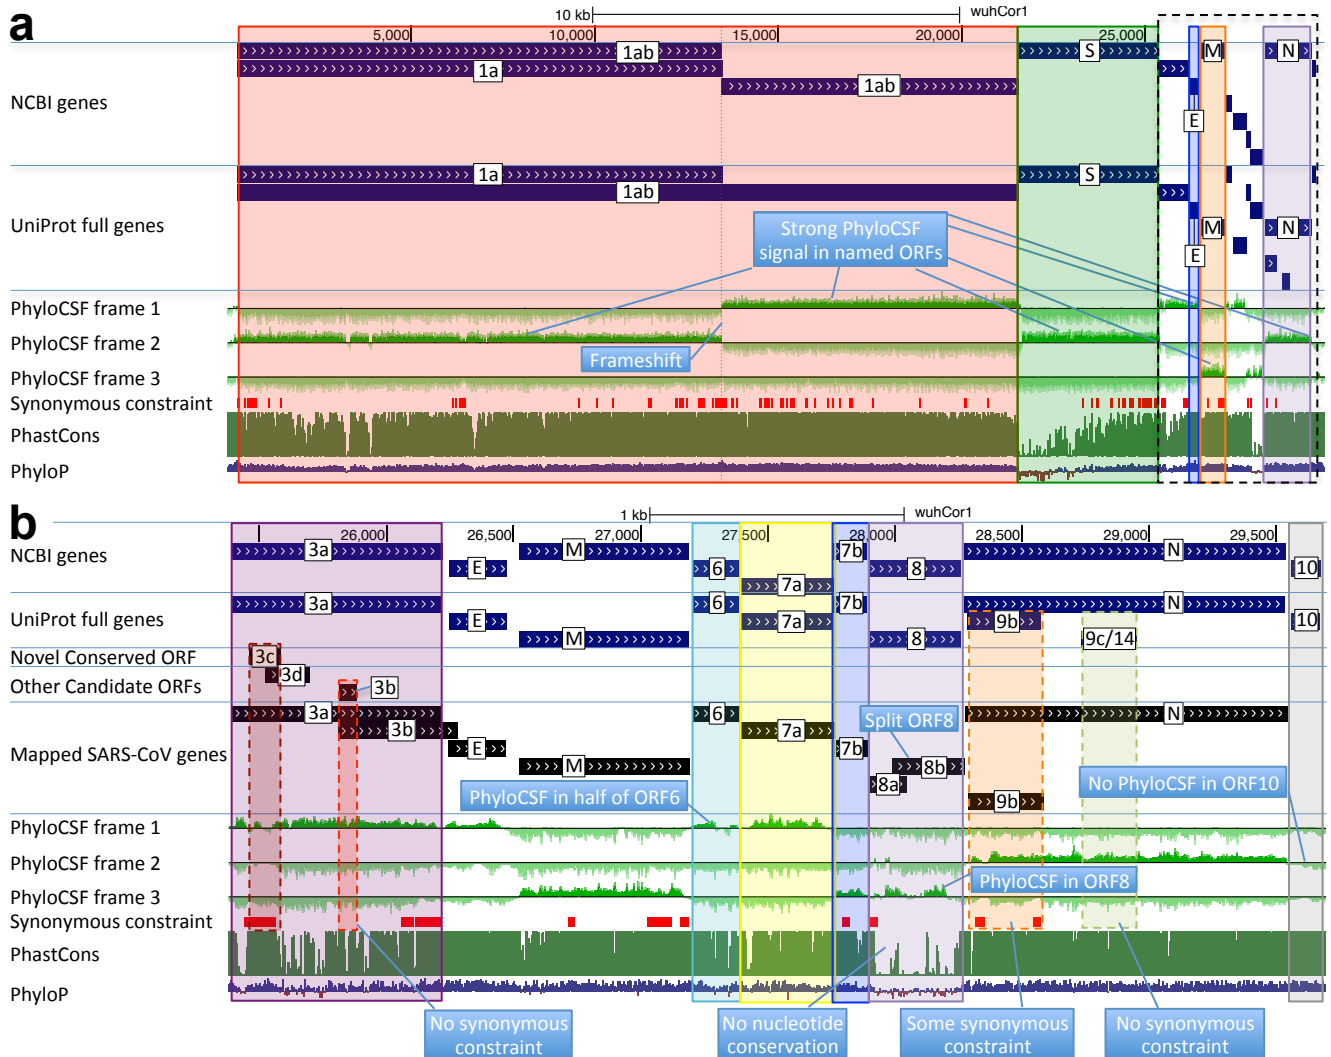 a
10 kb
wuhCor1
5,000
10,000
15,000
20,000
25,000
NCBI genes
1ab
S
M
N
1a
1ab
E
UniProt full genes
1a
S
1ab
M
N
E
Strong PhyloCSF
signal in named ORFs
PhyloCSF frame 1
Frameshift
PhyloCSF frame 2
PhyloCSF frame 3
Synonymous constraint
PhastCons
PhyloP
b
1 kb
wuhCor1
26,000
26,500
27,000
27,500
28,000
28,500
29,000
29,500
NCBI genes
3a
M
7b
N
E
6
8
10
7a
UniProt full genes
3a
6
7b
N
E
7a
9b
10
M
8
9c/14
Novel Conserved ORF
3c
3d
Other Candidate ORFs
3b
Mapped SARS-CoV genes
3a
6
N
3b
7a
Split ORF8
E
7b
M
8b
8a
9b
PhyloCSF in half of ORF6
No PhyloCSF in ORF10
PhyloCSF frame 1
PhyloCSF frame 2
PhyloCSF in ORF8
PhyloCSF frame 3
Synonymous constraint
PhastCons
PhyloP
No synonymous
constraint
No nucleotide
conservation
Some synonymous
constraint
No synonymous
constraint